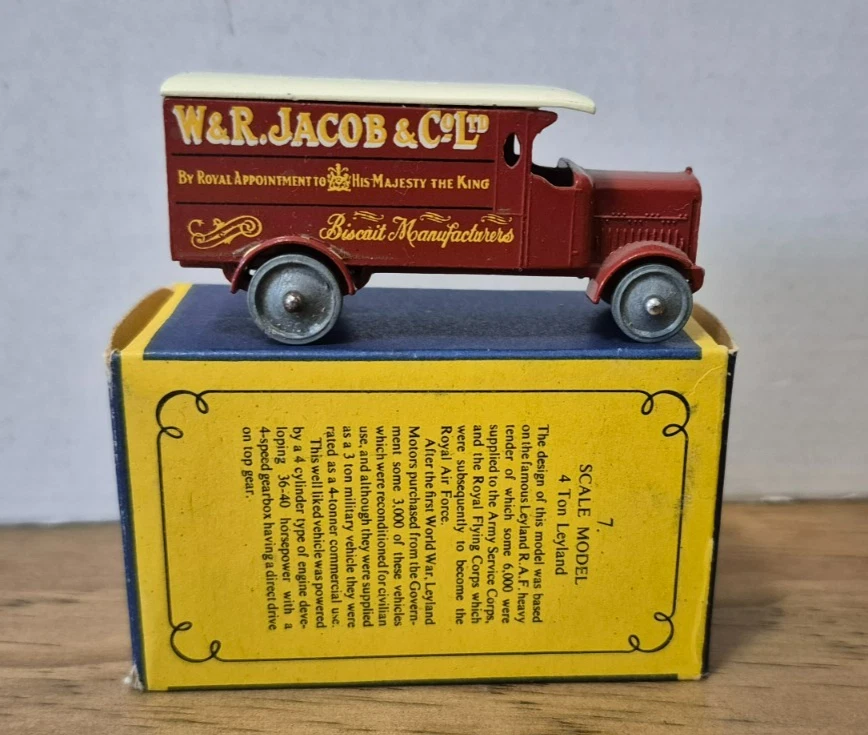 W&R. JACOB & Co. LTD
BY ROYAL APPOINTMENT TO HIS MAJESTY THE KING
Biscuit Manufacturers
7.
SCALE MODEL
4 Ton Leyland
The design of this model was based
on the famous Leyland R.A.F. heavy
tender of which some 6,000 were
supplied to the Army Service Corps,
and the Royal Flying Corps which
were subsequently to become the
Royal Air Force.
After the first World War, Leyland
Motors purchased from the Govern-
ment some 3,000 of these vehicles
which were reconditioned for civilian
use, and although they were supplied
as a 3 ton military vehicle they were
rated as a 4-tonner commercial use.
This well liked vehicle was powered
by a 4 cylinder type of engine deve-
loping 36-40 horsepower with a
4-speed gearbox having a direct drive
on top gear.